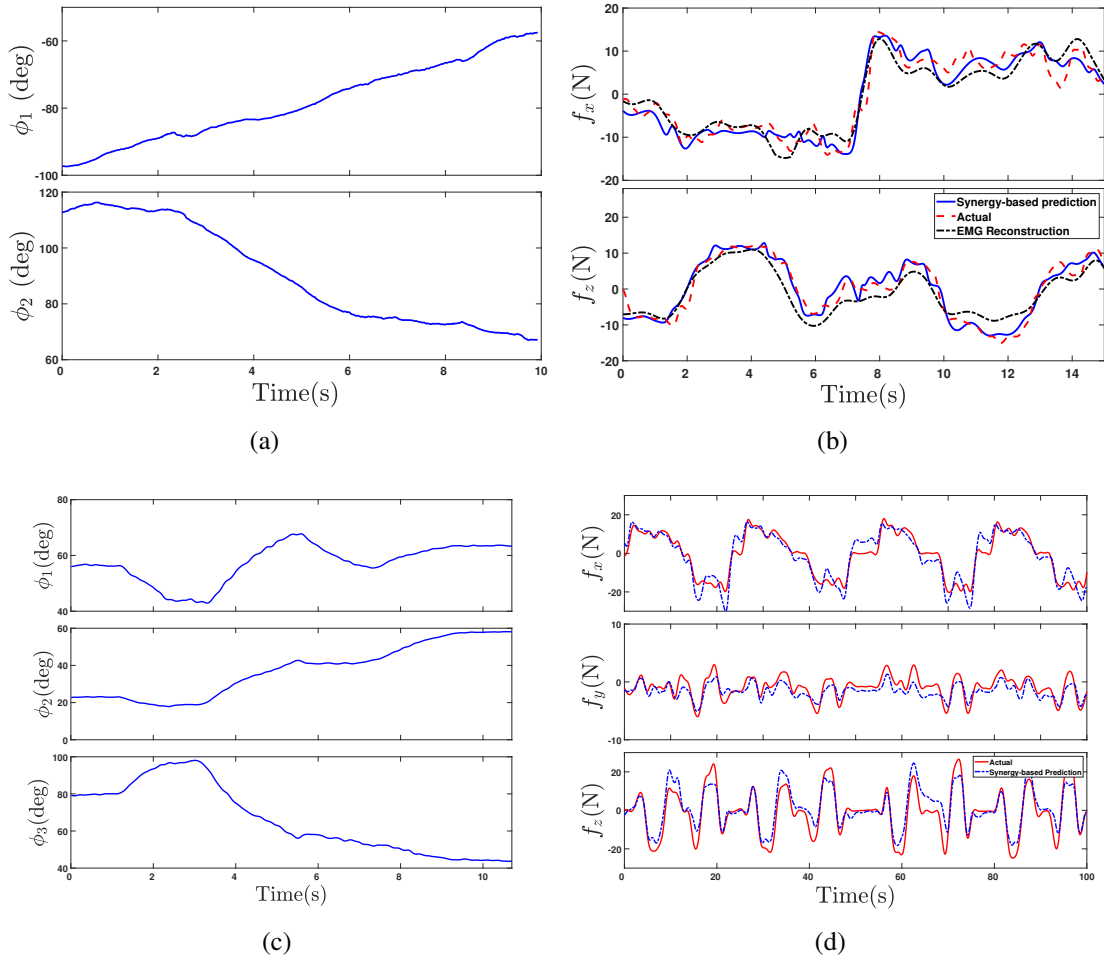 -60
-80
-100
ϕ1 (deg)
120
100
80
60
ϕ2 (deg)
0 2 4 6 8 10
Time(s)
(a)
20
10
0
-10
-20
fx(N)
20
10
0
-10
-20
fz(N)
Synergy-based prediction
Actual
EMG Reconstruction
0 2 4 6 8 10 12 14
Time(s)
(b)
80
60
40
ϕ1(deg)
60
40
20
0
ϕ2(deg)
100
80
60
40
ϕ3(deg)
0 2 4 6 8 10
Time(s)
(c)
20
0
-20
fx(N)
10
0
-10
fy(N)
20
0
-20
fz(N)
Actual
Synergy-based Prediction
0 20 40 60 80 100
Time(s)
(d)